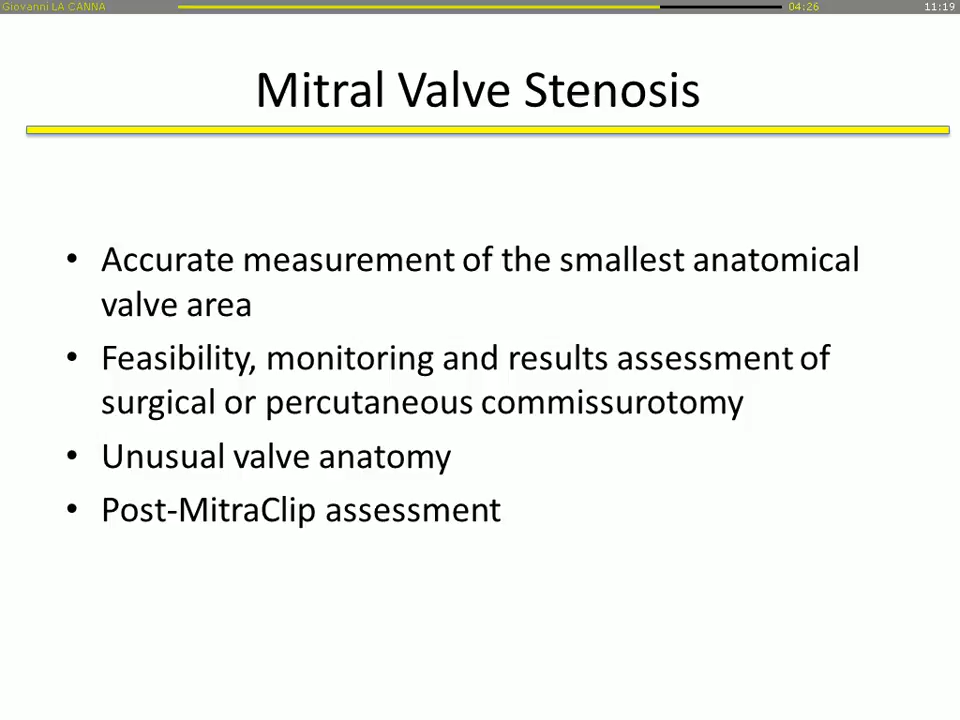 Giovanni LA CANNA 04:26 11:19
Mitral Valve Stenosis
• Accurate measurement of the smallest anatomical
valve area
• Feasibility, monitoring and results assessment of
surgical or percutaneous commissurotomy
• Unusual valve anatomy
• Post-MitraClip assessment